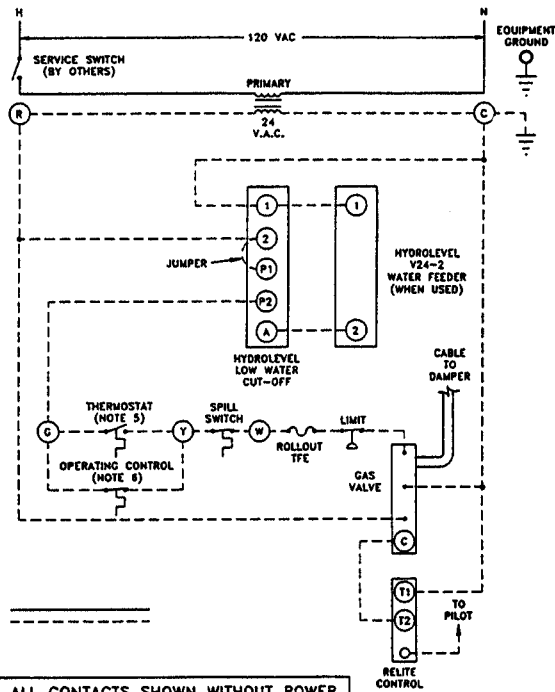 H
N
120 VAC
EQUIPMENT
GROUND
SERVICE SWITCH
(BY OTHERS)
PRIMARY
R
24
V.A.C.
C
1
1
2
JUMPER
P1
P2
A
2
HYDROLEVEL
V24-2
WATER FEEDER
(WHEN USED)
HYDROLEVEL
LOW WATER
CUT-OFF
CABLE
TO
DAMPER
THERMOSTAT
(NOTE 5)
SPILL
SWITCH
LIMIT
G
Y
W
ROLLOUT
TFE
OPERATING CONTROL
(NOTE 6)
GAS
VALVE
C
T1
T2
TO
PILOT
RELITE
CONTROL
ALL CONTACTS SHOWN WITHOUT POWER